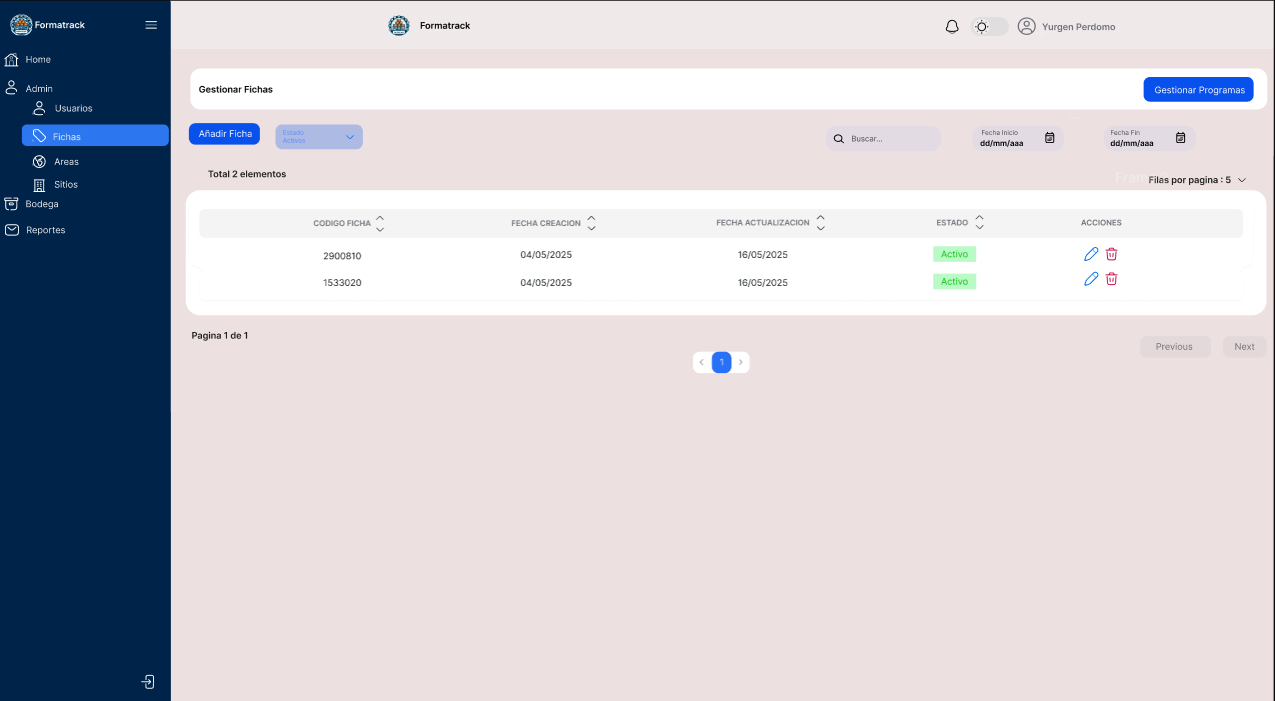 Formatrack
Formatrack
Yurgen Perdomo
Home
Admin
Usuarios
Fichas
Areas
Sitios
Bodega
Reportes
Gestionar Fichas
Gestionar Programas
Añadir Ficha
Estado
Activos
Buscar...
Fecha Inicio
dd/mm/aaa
Fecha Fin
dd/mm/aaa
Total 2 elementos
Fram
Filas por pagina : 5
CODIGO FICHA FECHA CREACION FECHA ACTUALIZACION ESTADO ACCIONES
2900810 04/05/2025 16/05/2025 Activo
1533020 04/05/2025 16/05/2025 Activo
Pagina 1 de 1
1
Previous
Next